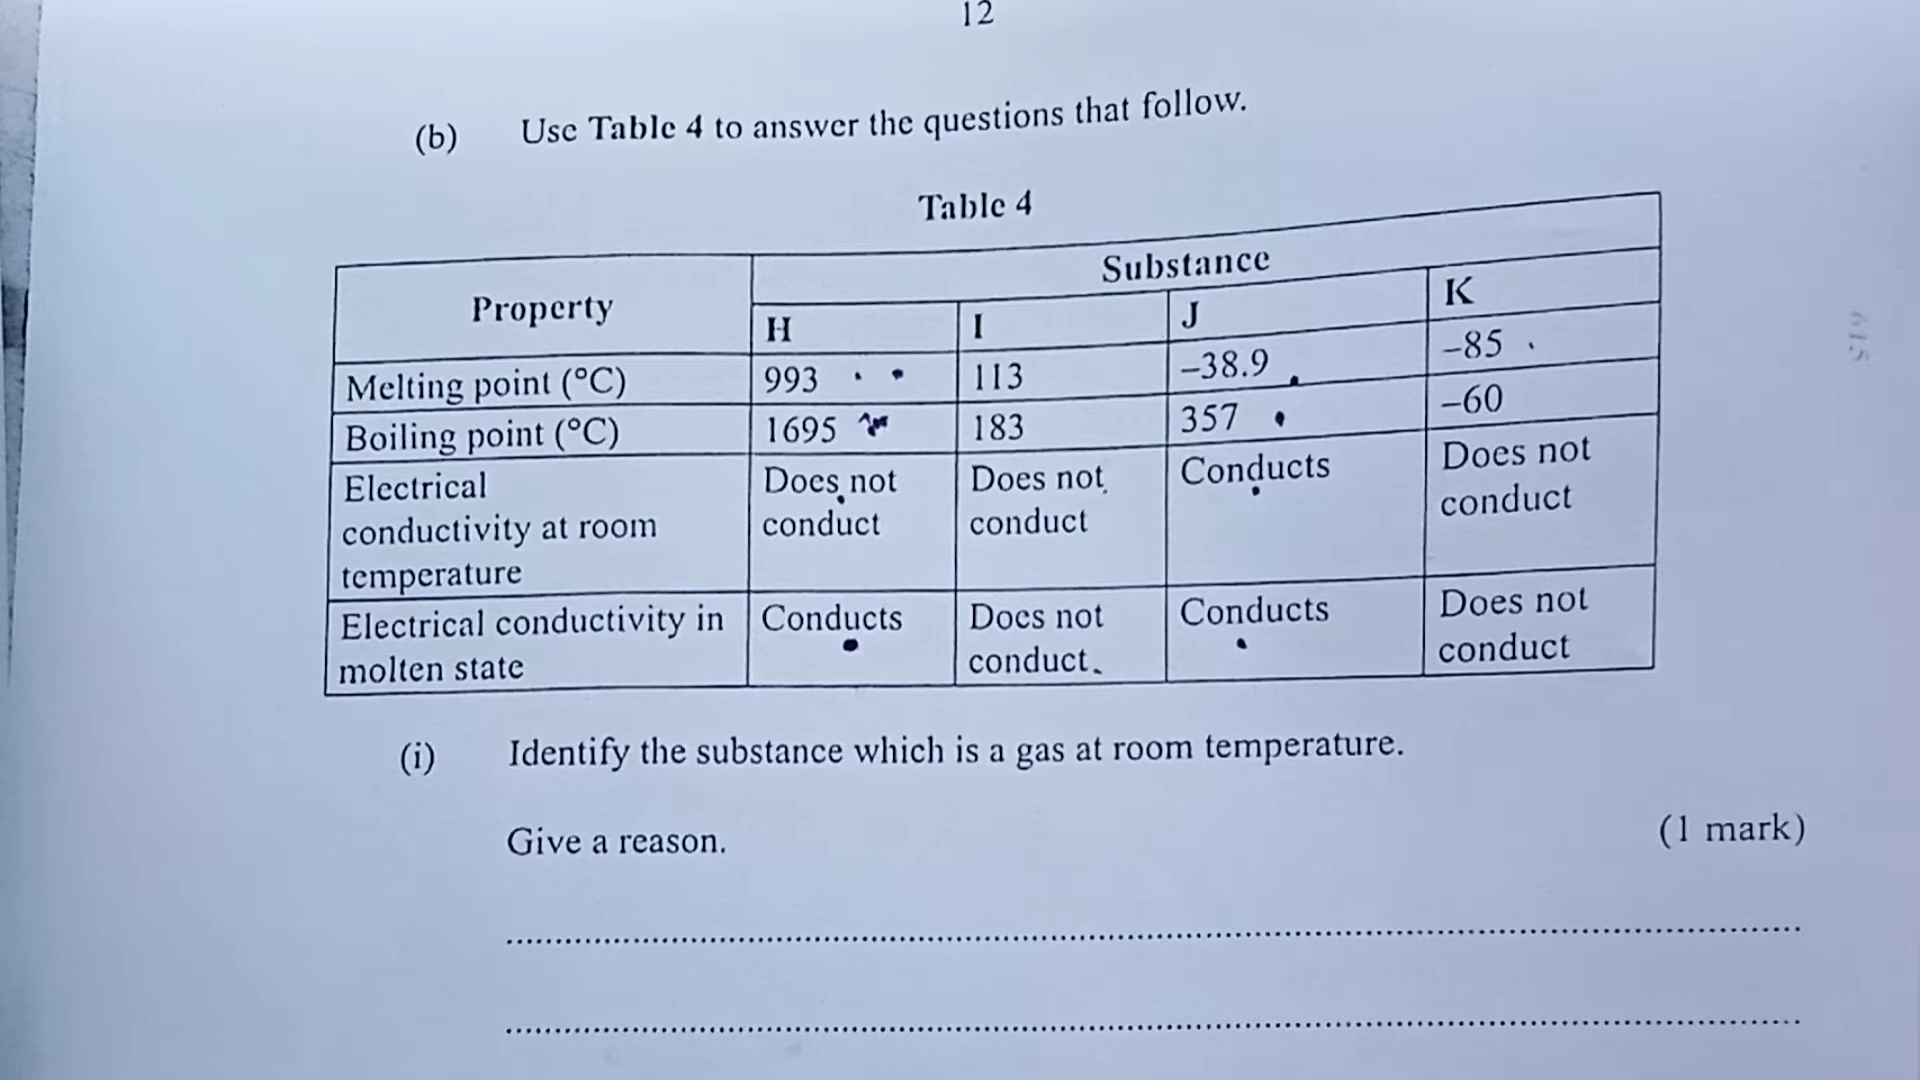 12
(b) Use Table 4 to answer the questions that follow.
Table 4
Property Substance
H I J K
Melting point (°C) 993 113 –38.9 –85
Boiling point (°C) 1695 183 357 –60
Electrical conductivity at room temperature Does not conduct Does not conduct Conducts Does not conduct
Electrical conductivity in molten state Conducts Does not conduct Conducts Does not conduct
(i) Identify the substance which is a gas at room temperature.
Give a reason. (1 mark)